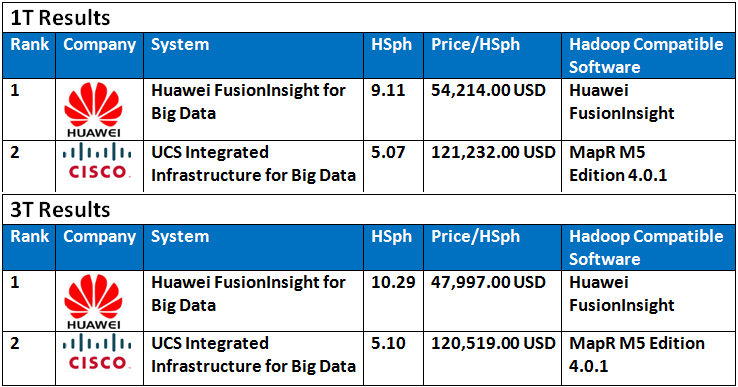 1T Results
Rank Company System HSph Price/HSph Hadoop Compatible
Software
1 Huawei FusionInsight for 9.11 54,214.00 USD Huawei
Big Data FusionInsight
HUAWEI
2 UCS Integrated 5.07 121,232.00 USD MapR M5
CISCO. Infrastructure for Big Data Edition 4.0.1
3T Results
Rank Company System HSph Price/HSph Hadoop Compatible
Software
1 Huawei FusionInsight for 10.29 47,997.00 USD Huawei
Big Data FusionInsight
HUAWEI
2 UCS Integrated 5.10 120,519.00 USD MapR M5 Edition
CISCO. Infrastructure for Big Data 4.0.1